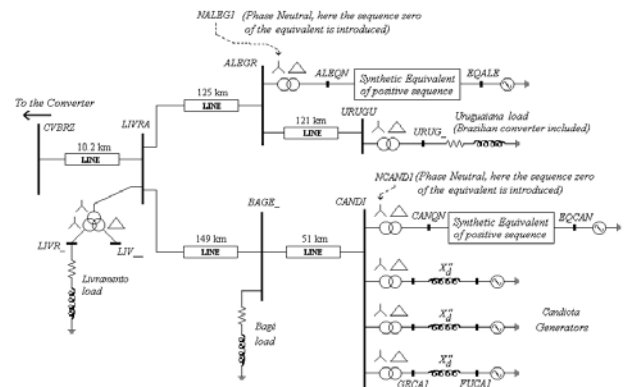 NALEG1 (Phase Neutral, here the sequence zero
of the equivalent is introduced)
ALEGR
ALEQN
Synthetic Equivalent
of positive sequence
EQALE
125 km
LINE
To the Converter
CVBRZ
LIVRA
10.2 km
LINE
121 km
LINE
URUGU
URUG_
Uruguaiana load
(Brazilian converter included)
NCAND1 (Phase Neutral, here the sequence zero
of the equivalent is introduced)
BAGE_
CANDI
CANQN
Synthetic Equivalent
of positive sequence
EQCAN
LIVR_
LIV__
149 km
LINE
51 km
LINE
Livramento
load
Bagé
load
X"d
X"d
X"d
Candiota
Generators
GRCA1
FUCA1